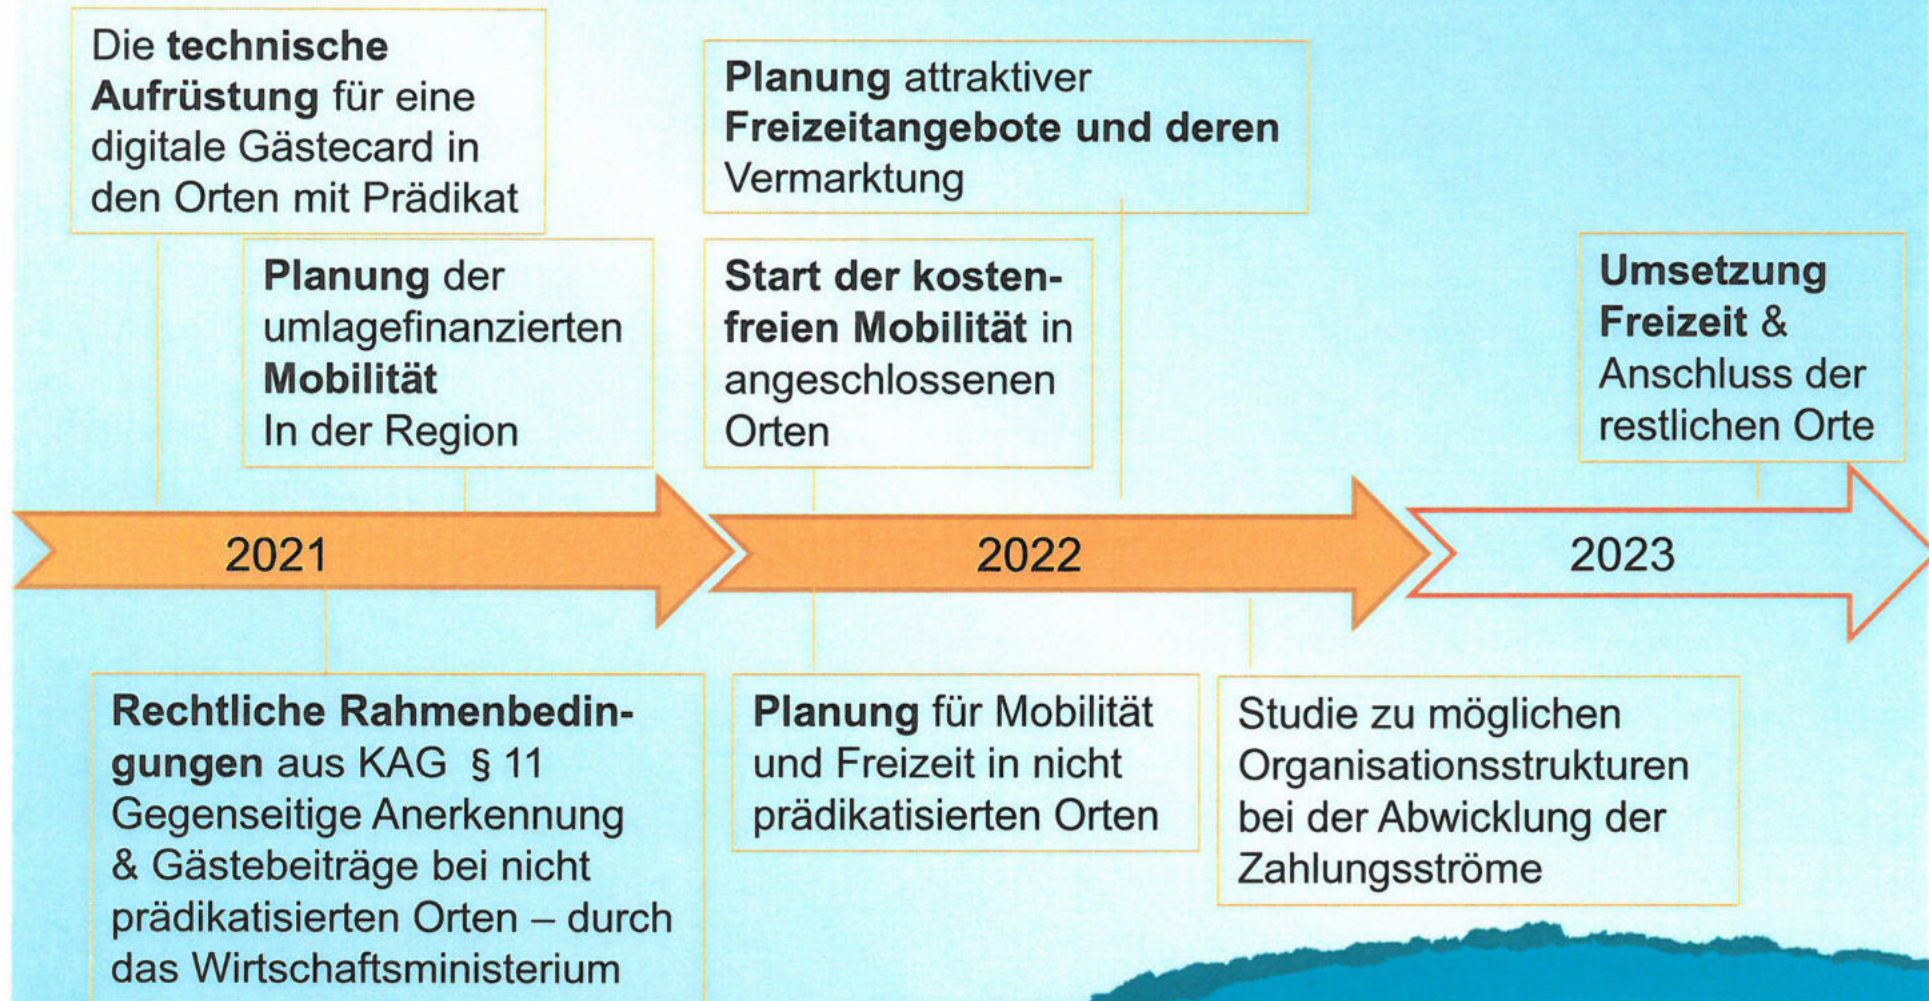 Die technische
Aufrüstung für eine
digitale Gästecard in
den Orten mit Prädikat
Planung der
umlagefinanzierten
Mobilität
In der Region
Planung attraktiver
Freizeitangebote und deren
Vermarktung
Start der kosten-
freien Mobilität in
angeschlossenen
Orten
Umsetzung
Freizeit &
Anschluss der
restlichen Orte
2021
2022
2023
Rechtliche Rahmenbedin-
gungen aus KAG § 11
Gegenseitige Anerkennung
& Gästebeiträge bei nicht
prädikatisierten Orten – durch
das Wirtschaftsministerium
Planung für Mobilität
und Freizeit in nicht
prädikatisierten Orten
Studie zu möglichen
Organisationsstrukturen
bei der Abwicklung der
Zahlungsströme